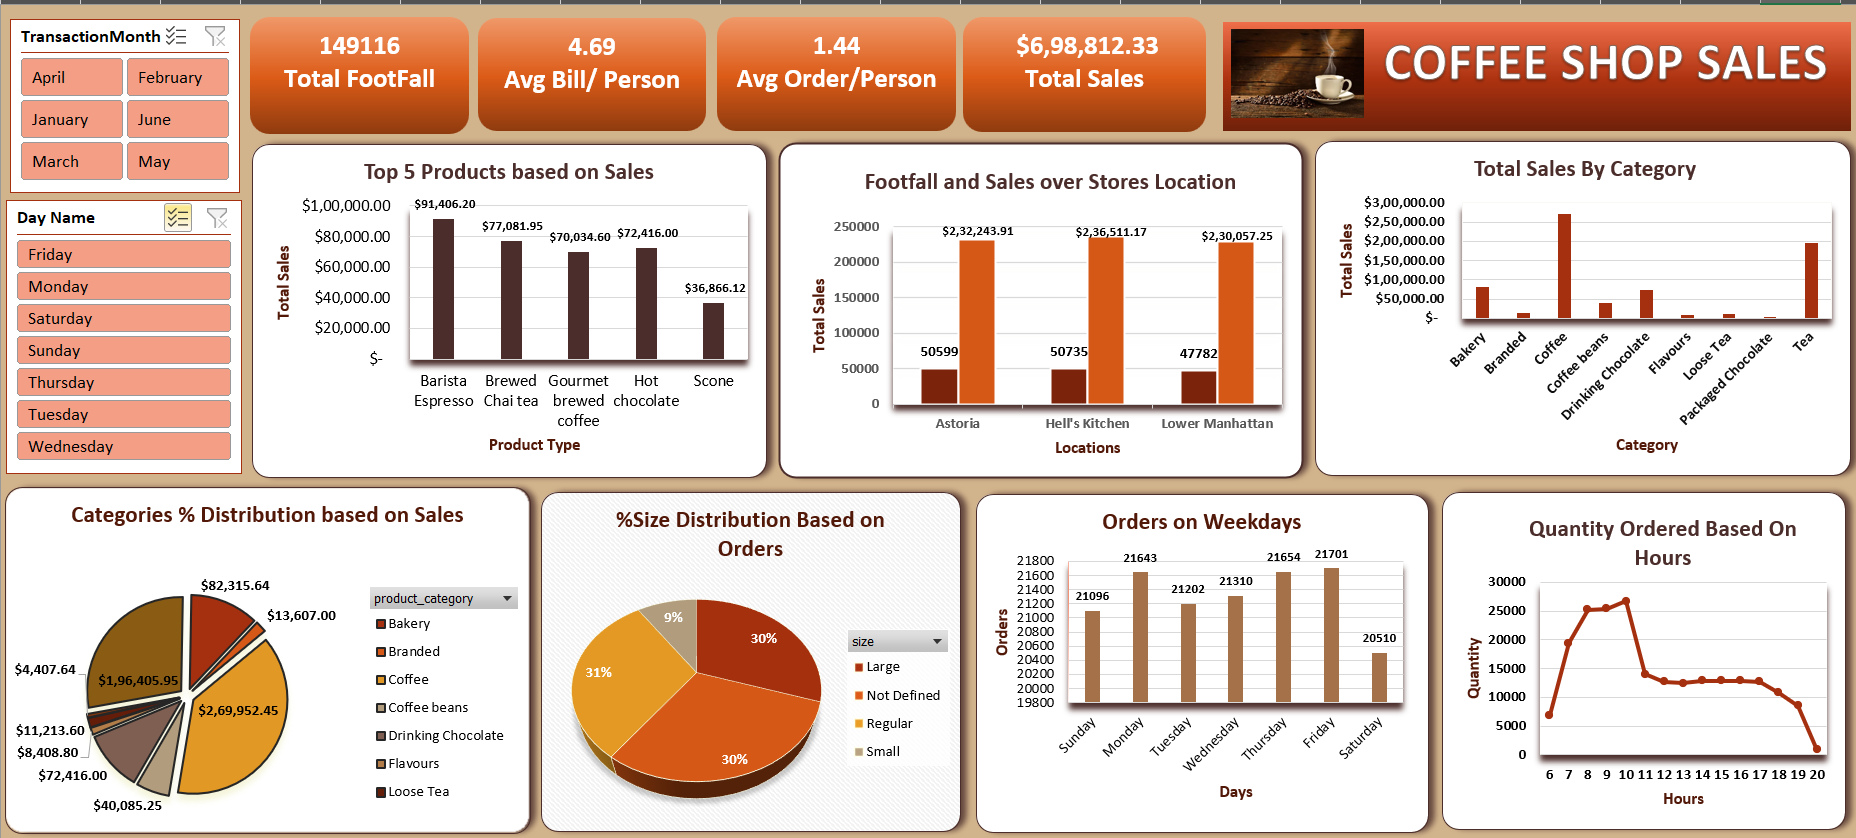 TransactionMonth
April
February
January
June
March
May
Day Name
Friday
Monday
Saturday
Sunday
Thursday
Tuesday
Wednesday
149116
Total FootFall
4.69
Avg Bill/ Person
1.44
Avg Order/Person
$6,98,812.33
Total Sales
COFFEE SHOP SALES
Top 5 Products based on Sales
Total Sales
$1,00,000.00
$80,000.00
$60,000.00
$40,000.00
$20,000.00
$-
$91,406.20
$77,081.95
$70,034.60
$72,416.00
$36,866.12
Barista Espresso
Brewed Chai tea
Gourmet brewed coffee
Hot chocolate
Scone
Product Type
Footfall and Sales over Stores Location
Total Sales
250000
200000
150000
100000
50000
0
50599
$2,32,243.91
50735
$2,36,511.17
47782
$2,30,057.25
Astoria
Hell's Kitchen
Lower Manhattan
Locations
Total Sales By Category
Total Sales
$3,00,000.00
$2,50,000.00
$2,00,000.00
$1,50,000.00
$1,00,000.00
$50,000.00
$-
Bakery
Branded
Coffee
Coffee beans
Drinking Chocolate
Flavours
Loose Tea
Packaged Chocolate
Tea
Category
Categories % Distribution based on Sales
$82,315.64
$13,607.00
$2,69,952.45
$40,085.25
$72,416.00
$8,408.80
$11,213.60
$4,407.64
$1,96,405.95
product_category
Bakery
Branded
Coffee
Coffee beans
Drinking Chocolate
Flavours
Loose Tea
%Size Distribution Based on
Orders
30%
30%
31%
9%
size
Large
Not Defined
Regular
Small
Orders on Weekdays
Orders
21800
21600
21400
21200
21000
20800
20600
20400
20200
20000
19800
21096
21643
21202
21310
21654
21701
20510
Sunday
Monday
Tuesday
Wednesday
Thursday
Friday
Saturday
Days
Quantity Ordered Based On
Hours
Quantity
30000
25000
20000
15000
10000
5000
0
6 7 8 9 10 11 12 13 14 15 16 17 18 19 20
Hours